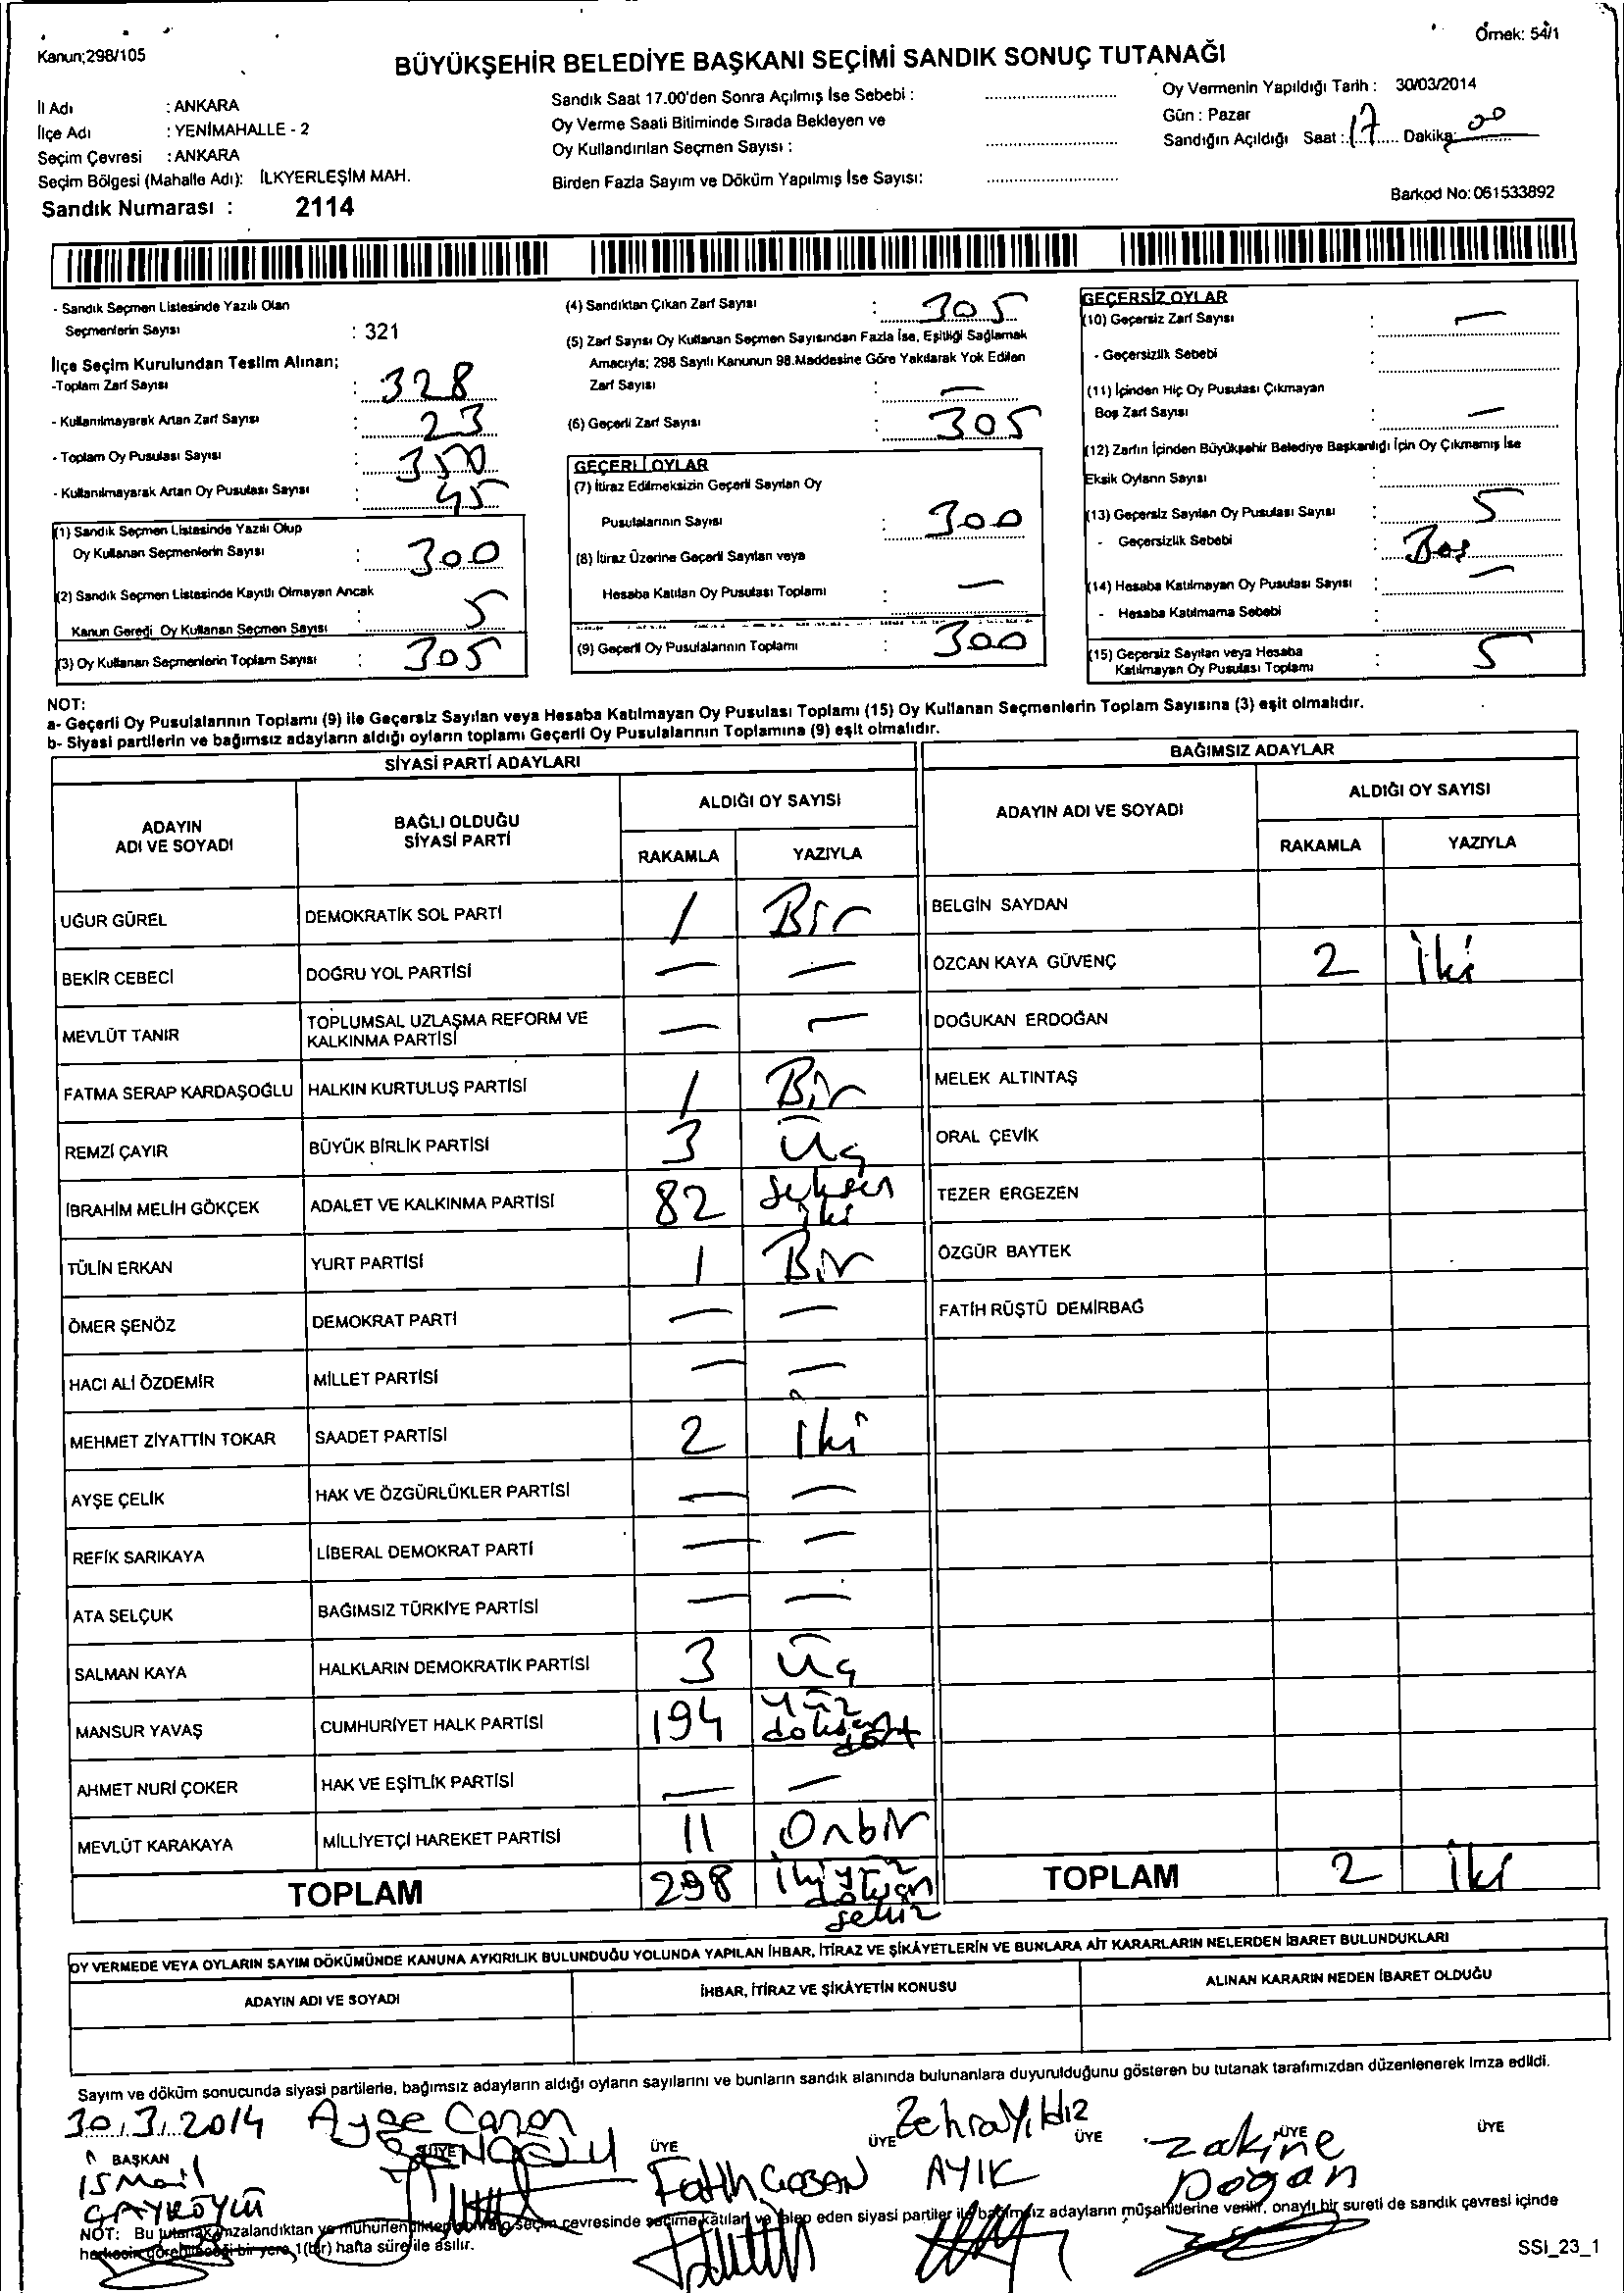 Kanun;298/105
Örnek: 54/1
BÜYÜKŞEHİR BELEDİYE BAŞKANI SEÇİMİ SANDIK SONUÇ TUTANAĞI
İl Adı : ANKARA
İlçe Adı : YENİMAHALLE - 2
Seçim Çevresi : ANKARA
Seçim Bölgesi (Mahalle Adı): İLKYERLEŞİM MAH.
Sandık Numarası : 2114
Sandık Saat 17.00'den Sonra Açılmış İse Sebebi :
Oy Verme Saati Bitiminde Sırada Bekleyen ve
Oy Kullandırılan Seçmen Sayısı :
Birden Fazla Sayım ve Döküm Yapılmış İse Sayısı:
Oy Vermenin Yapıldığı Tarih : 30/03/2014
Gün : Pazar
Sandığın Açıldığı Saat : 17 Dakika: 00
Barkod No: 061533892
- Sandık Seçmen Listesinde Yazılı Olan
Seçmenlerin Sayısı : 321
İlçe Seçim Kurulundan Teslim Alınan;
-Toplam Zarf Sayısı : 328
- Kullanılmayarak Artan Zarf Sayısı : 23
- Toplam Oy Pusulası Sayısı : 350
- Kullanılmayarak Artan Oy Pusulası Sayısı : 45
(1) Sandık Seçmen Listesinde Yazılı Olup
Oy Kullanan Seçmenlerin Sayısı : 300
(2) Sandık Seçmen Listesinde Kayıtlı Olmayan Ancak
Kanun Gereği Oy Kullanan Seçmen Sayısı : 5
(3) Oy Kullanan Seçmenlerin Toplam Sayısı : 305
(4) Sandıktan Çıkan Zarf Sayısı : 305
(5) Zarf Sayısı Oy Kullanan Seçmen Sayısından Fazla İse, Eşitliği Sağlamak
Amacıyla; 298 Sayılı Kanunun 98.Maddesine Göre Yakılarak Yok Edilen
Zarf Sayısı : —
(6) Geçerli Zarf Sayısı : 305
GEÇERLİ OYLAR
(7) İtiraz Edilmeksizin Geçerli Sayılan Oy
Pusulalarının Sayısı : 300
(8) İtiraz Üzerine Geçerli Sayılan veya
Hesaba Katılan Oy Pusulası Toplamı : —
(9) Geçerli Oy Pusulalarının Toplamı : 300
GEÇERSİZ OYLAR
(10) Geçersiz Zarf Sayısı : —
- Geçersizlik Sebebi :
(11) İçinden Hiç Oy Pusulası Çıkmayan
Boş Zarf Sayısı : —
(12) Zarfın İçinden Büyükşehir Belediye Başkanlığı İçin Oy Çıkmamış İse
Eksik Oyların Sayısı :
(13) Geçersiz Sayılan Oy Pusulası Sayısı : 5
- Geçersizlik Sebebi : Boş
(14) Hesaba Katılmayan Oy Pusulası Sayısı : —
- Hesaba Katılmama Sebebi :
(15) Geçersiz Sayılan veya Hesaba
Katılmayan Oy Pusulası Toplamı : 5
NOT:
a- Geçerli Oy Pusulalarının Toplamı (9) ile Geçersiz Sayılan veya Hesaba Katılmayan Oy Pusulası Toplamı (15) Oy Kullanan Seçmenlerin Toplam Sayısına (3) eşit olmalıdır.
b- Siyasi partilerin ve bağımsız adayların aldığı oyların toplamı Geçerli Oy Pusulalarının Toplamına (9) eşit olmalıdır.
SİYASİ PARTİ ADAYLARI
ADAYIN ADI VE SOYADI
BAĞLI OLDUĞU SİYASİ PARTİ
ALDIĞI OY SAYISI
RAKAMLA YAZIYLA
UĞUR GÜREL DEMOKRATİK SOL PARTİ 1 Bir
BEKİR CEBECİ DOĞRU YOL PARTİSİ — —
MEVLÜT TANIR TOPLUMSAL UZLAŞMA REFORM VE KALKINMA PARTİSİ — —
FATMA SERAP KARDAŞOĞLU HALKIN KURTULUŞ PARTİSİ 1 Bir
REMZİ ÇAYIR BÜYÜK BİRLİK PARTİSİ 3 Üç
İBRAHİM MELİH GÖKÇEK ADALET VE KALKINMA PARTİSİ 82 Seksen iki
TÜLİN ERKAN YURT PARTİSİ 1 Bir
ÖMER ŞENÖZ DEMOKRAT PARTİ — —
HACI ALİ ÖZDEMİR MİLLET PARTİSİ — —
MEHMET ZİYATTİN TOKAR SAADET PARTİSİ 2 iki
AYŞE ÇELİK HAK VE ÖZGÜRLÜKLER PARTİSİ — —
REFİK SARIKAYA LİBERAL DEMOKRAT PARTİ — —
ATA SELÇUK BAĞIMSIZ TÜRKİYE PARTİSİ — —
SALMAN KAYA HALKLARIN DEMOKRATİK PARTİSİ 3 Üç
MANSUR YAVAŞ CUMHURİYET HALK PARTİSİ 194 Yüz doksan dört
AHMET NURİ ÇOKER HAK VE EŞİTLİK PARTİSİ — —
MEVLÜT KARAKAYA MİLLİYETÇİ HAREKET PARTİSİ 11 Onbir
TOPLAM 298 ikiyüz doksan sekiz
BAĞIMSIZ ADAYLAR
ADAYIN ADI VE SOYADI
ALDIĞI OY SAYISI
RAKAMLA YAZIYLA
BELGİN SAYDAN
ÖZCAN KAYA GÜVENÇ 2 iki
DOĞUKAN ERDOĞAN
MELEK ALTINTAŞ
ORAL ÇEVİK
TEZER ERGEZEN
ÖZGÜR BAYTEK
FATİH RÜŞTÜ DEMİRBAĞ
TOPLAM 2 iki
OY VERMEDE VEYA OYLARIN SAYIM DÖKÜMÜNDE KANUNA AYKIRILIK BULUNDUĞU YOLUNDA YAPILAN İHBAR, İTİRAZ VE ŞİKÂYETLERİN VE BUNLARA AİT KARARLARIN NELERDEN İBARET BULUNDUKLARI
ADAYIN ADI VE SOYADI İHBAR, İTİRAZ VE ŞİKÂYETİN KONUSU ALINAN KARARIN NEDEN İBARET OLDUĞU
Sayım ve döküm sonucunda siyasi partilerle, bağımsız adayların aldığı oyların sayılarını ve bunların sandık alanında bulunanlara duyurulduğunu gösteren bu tutanak tarafımızdan düzenlenerek imza edildi.
30.3.2014 Ayşe Canan ŞENOĞLU Zehra Yıldız AYIK Zakine Doğan
BAŞKAN ÜYE ÜYE ÜYE ÜYE ÜYE ÜYE
İSMail Fatih ÇOBAN
NOT: Bu tutanak imzalandıktan ve mühürlendikten sonra seçim çevresinde seçime katılan ve talep eden siyasi partiler ile bağımsız adayların müşahitlerine verilir, onaylı bir sureti de sandık çevresi içinde
herkesin görebileceği bir yere 1(bir) hafta süre ile asılır.
SSI_23_1